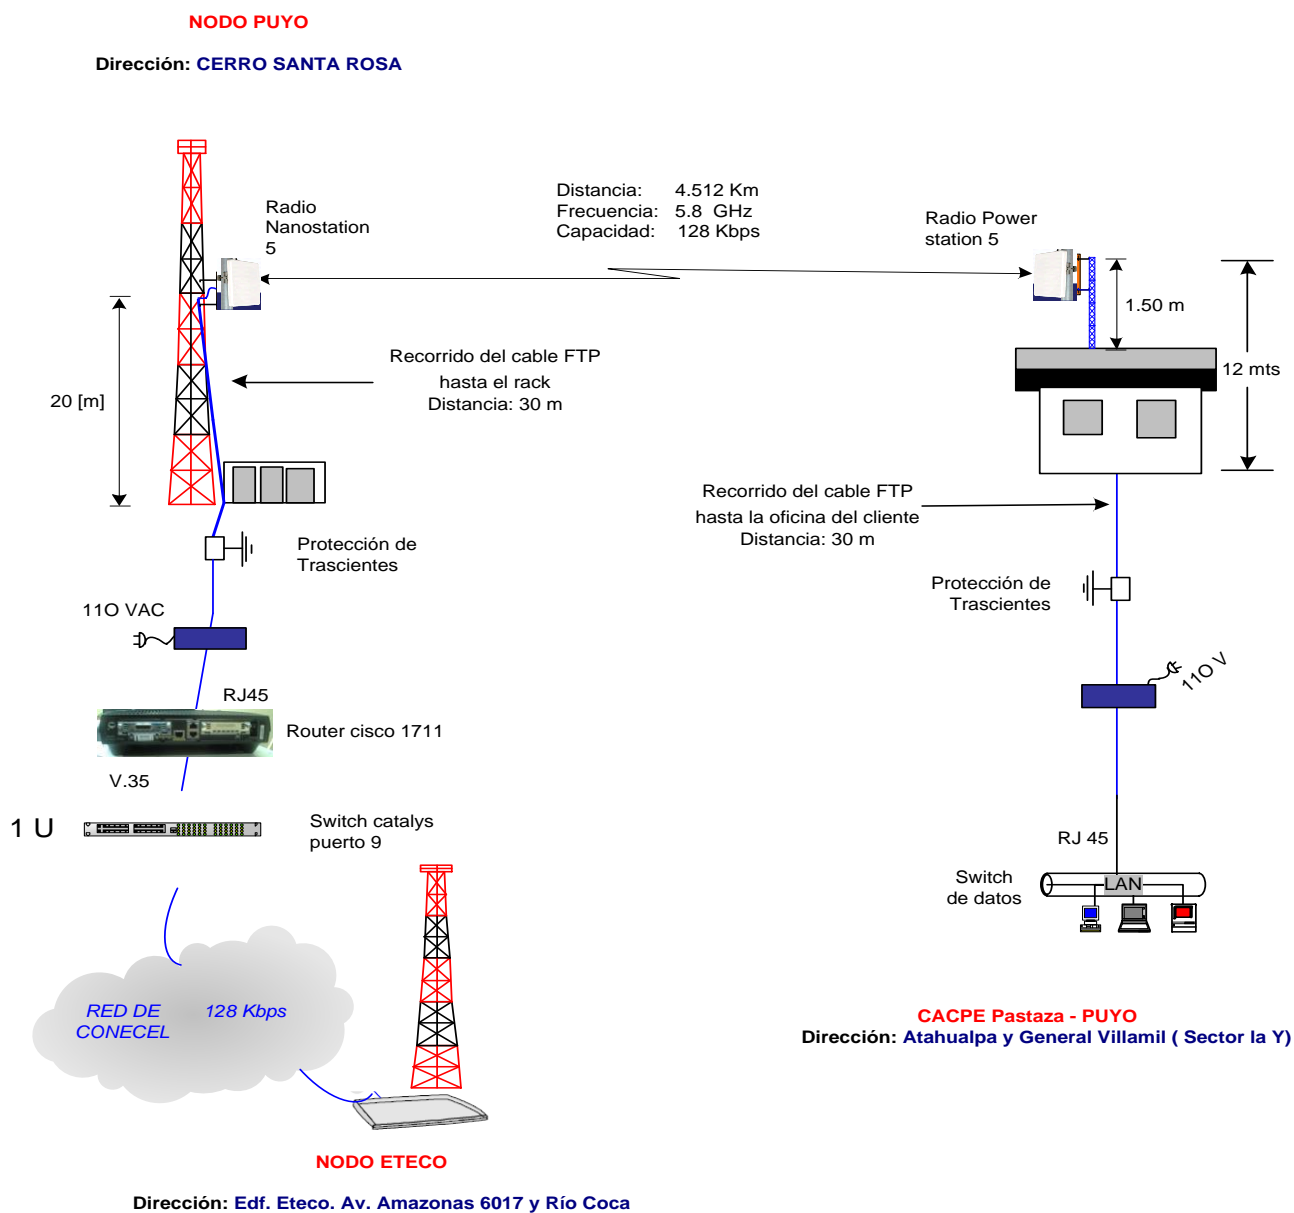 NODO PUYO
Dirección: CERRO SANTA ROSA
Distancia: 4.512 Km
Frecuencia: 5.8 GHz
Capacidad: 128 Kbps
Radio
Nanostation
5
Radio Power
station 5
1.50 m
12 mts
20 [m]
Recorrido del cable FTP
hasta el rack
Distancia: 30 m
Recorrido del cable FTP
hasta la oficina del cliente
Distancia: 30 m
Protección de
Trascientes
Protección de
Trascientes
11O VAC
11O V
RJ45
Router cisco 1711
V.35
1 U
Switch catalys
puerto 9
RJ 45
Switch
de datos
LAN
RED DE
CONECEL
128 Kbps
CACPE Pastaza - PUYO
Dirección: Atahualpa y General Villamil ( Sector la Y)
NODO ETECO
Dirección: Edf. Eteco. Av. Amazonas 6017 y Río Coca